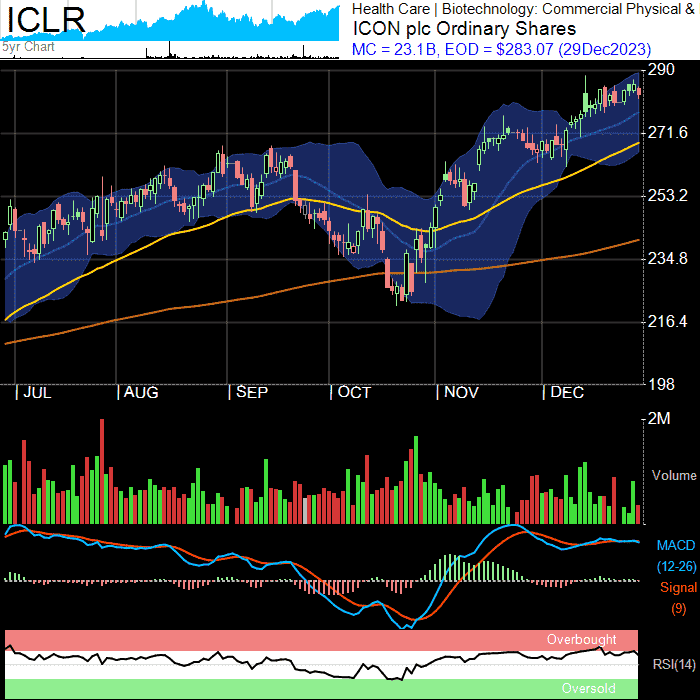 ICLR
5yr Chart
Health Care | Biotechnology: Commercial Physical &
ICON plc Ordinary Shares
MC = 23.1B, EOD = $283.07 (29Dec2023)
290
271.6
253.2
234.8
216.4
198
| JUL | AUG | SEP | OCT | NOV | DEC
2M
Volume
MACD
(12-26)
Signal
(9)
Overbought
RSI(14)
Oversold